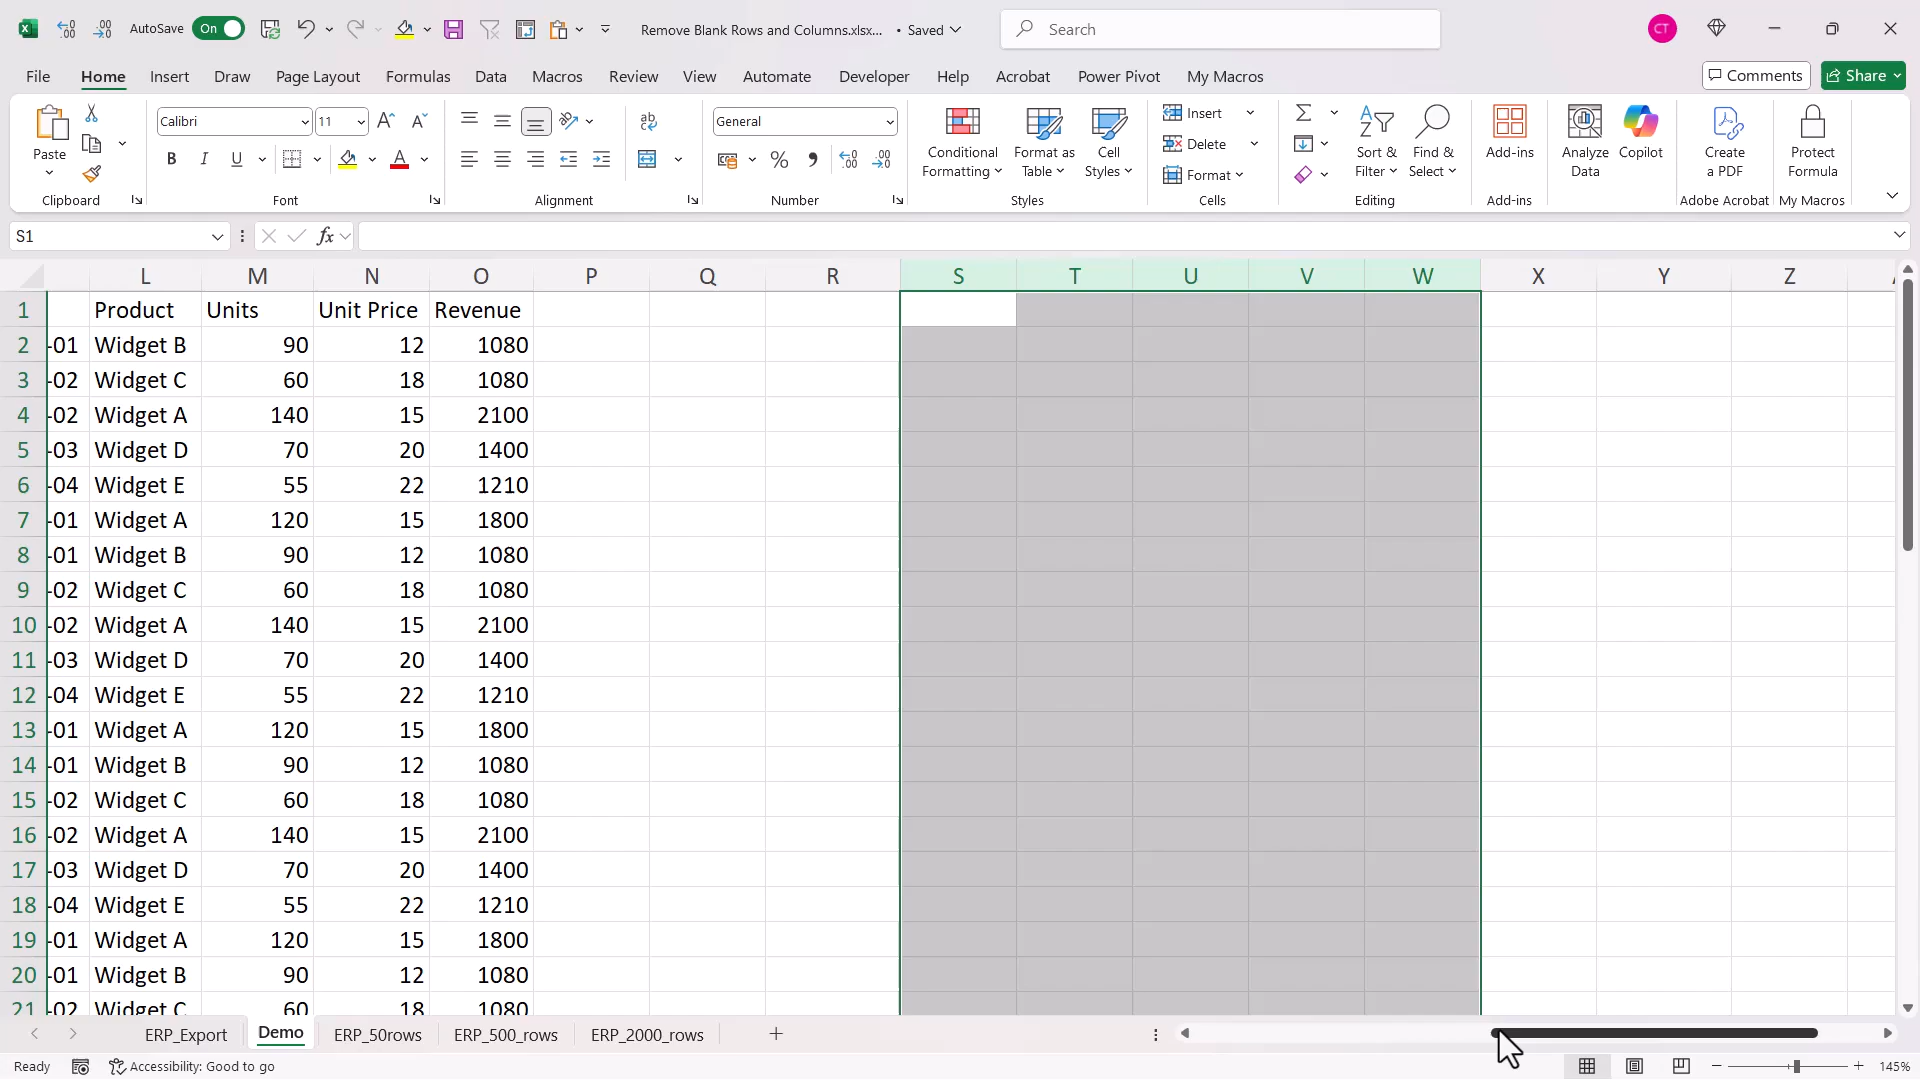 AutoSave On Remove Blank Rows and Columns.xlsx... • Saved Search CT
File Home Insert Draw Page Layout Formulas Data Macros Review View Automate Developer Help Acrobat Power Pivot My Macros Comments Share
Paste Calibri 11 General Conditional Formatting Format as Table Cell Styles Insert Delete Format Sort & Filter Find & Select Add-ins Analyze Data Copilot Create a PDF Protect Formula
Clipboard Font Alignment Number Styles Cells Editing Add-ins Adobe Acrobat My Macros
S1 fx
L M N O P Q R S T U V W X Y Z
1 Product Units Unit Price Revenue
2 -01 Widget B 90 12 1080
3 -02 Widget C 60 18 1080
4 -02 Widget A 140 15 2100
5 -03 Widget D 70 20 1400
6 -04 Widget E 55 22 1210
7 -01 Widget A 120 15 1800
8 -01 Widget B 90 12 1080
9 -02 Widget C 60 18 1080
10 -02 Widget A 140 15 2100
11 -03 Widget D 70 20 1400
12 -04 Widget E 55 22 1210
13 -01 Widget A 120 15 1800
14 -01 Widget B 90 12 1080
15 -02 Widget C 60 18 1080
16 -02 Widget A 140 15 2100
17 -03 Widget D 70 20 1400
18 -04 Widget E 55 22 1210
19 -01 Widget A 120 15 1800
20 -01 Widget B 90 12 1080
21 -02 Widget C 60 18 1080
ERP_Export Demo ERP_50rows ERP_500_rows ERP_2000_rows
Ready Accessibility: Good to go 145%